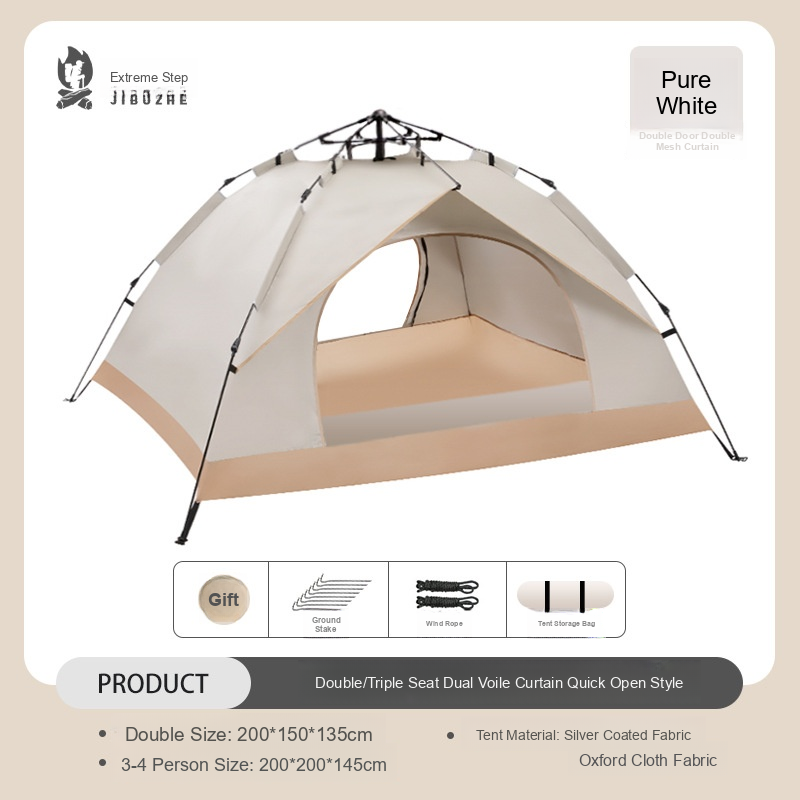 Extreme Step
JIBUZHE
Pure
White
Double Door Double
Mesh Curtain
Gift
Ground
Stake
Wind Rope
Tent Storage Bag
PRODUCT
Double/Triple Seat Dual Voile Curtain Quick Open Style
• Double Size: 200*150*135cm
• 3-4 Person Size: 200*200*145cm
• Tent Material: Silver Coated Fabric
Oxford Cloth Fabric